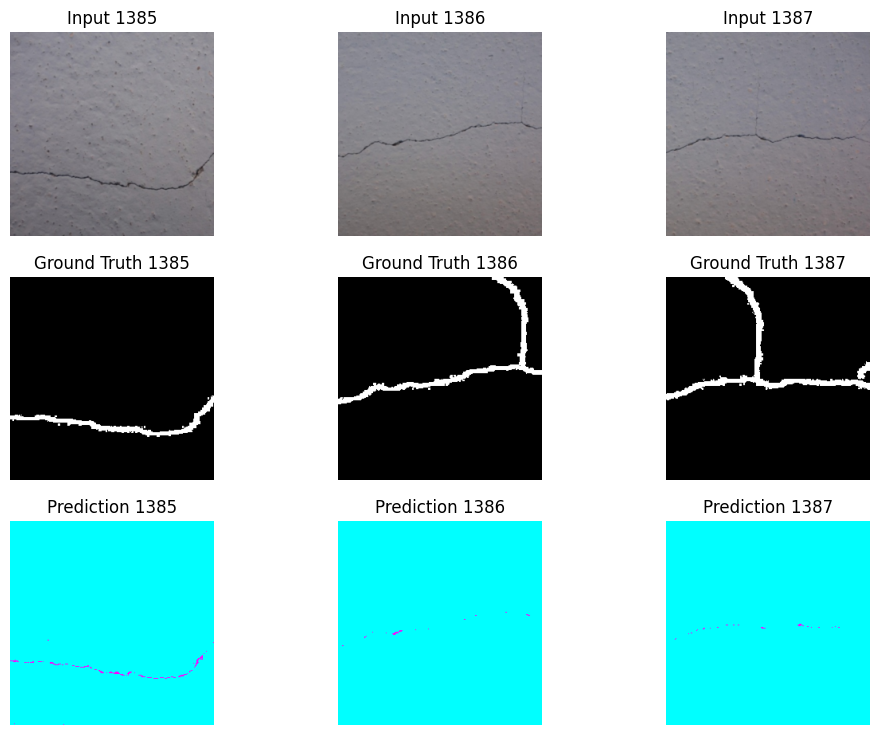 Input 1385
Input 1386
Input 1387
Ground Truth 1385
Ground Truth 1386
Ground Truth 1387
Prediction 1385
Prediction 1386
Prediction 1387